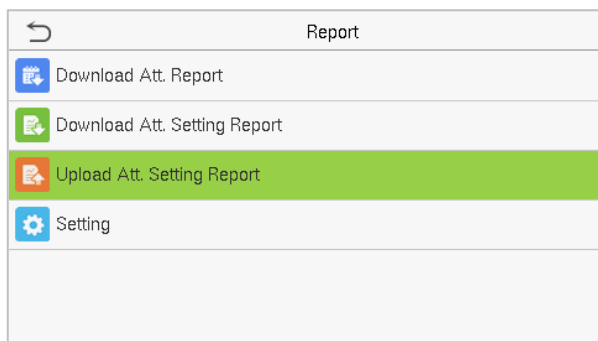 Report
Download Att. Report
Download Att. Setting Report
Upload Att. Setting Report
Setting